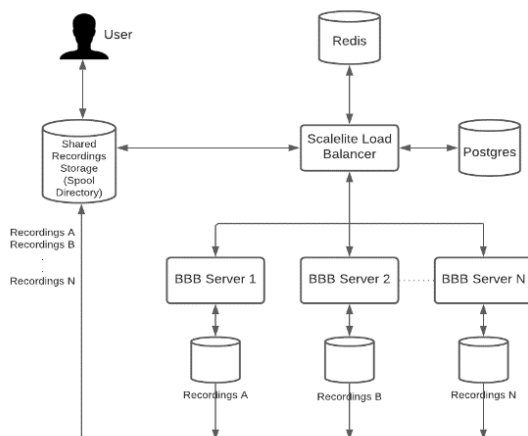 User
Redis
Shared
Recordings
Storage
(Spool
Directory)
Scalelite Load
Balancer
Postgres
Recordings A
Recordings B
.
.
Recordings N
BBB Server 1
BBB Server 2
BBB Server N
Recordings A
Recordings B
Recordings N